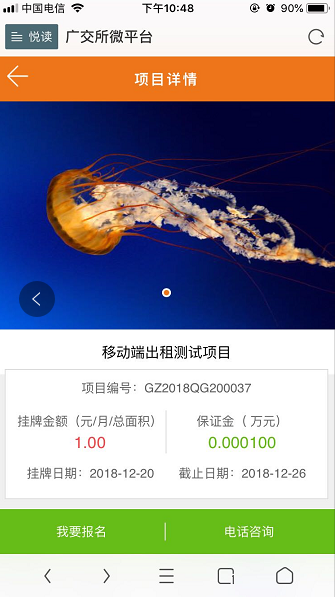 中国电信 下午10:48 90%
悦读 广交所微平台
项目详情
移动端出租测试项目
项目编号：GZ2018QG200037
挂牌金额（元/月/总面积） 保证金（ 万元）
1.00 0.000100
挂牌日期：2018-12-20 截止日期：2018-12-26
我要报名 电话咨询